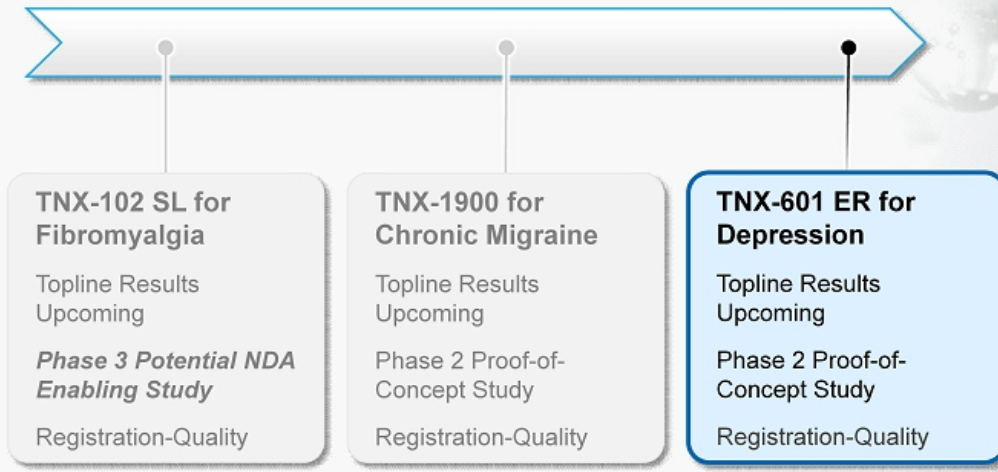 TNX-102 SL for
Fibromyalgia
Topline Results
Upcoming
Phase 3 Potential NDA
Enabling Study
Registration-Quality
TNX-1900 for
Chronic Migraine
Topline Results
Upcoming
Phase 2 Proof-of-
Concept Study
Registration-Quality
TNX-601 ER for
Depression
Topline Results
Upcoming
Phase 2 Proof-of-
Concept Study
Registration-Quality